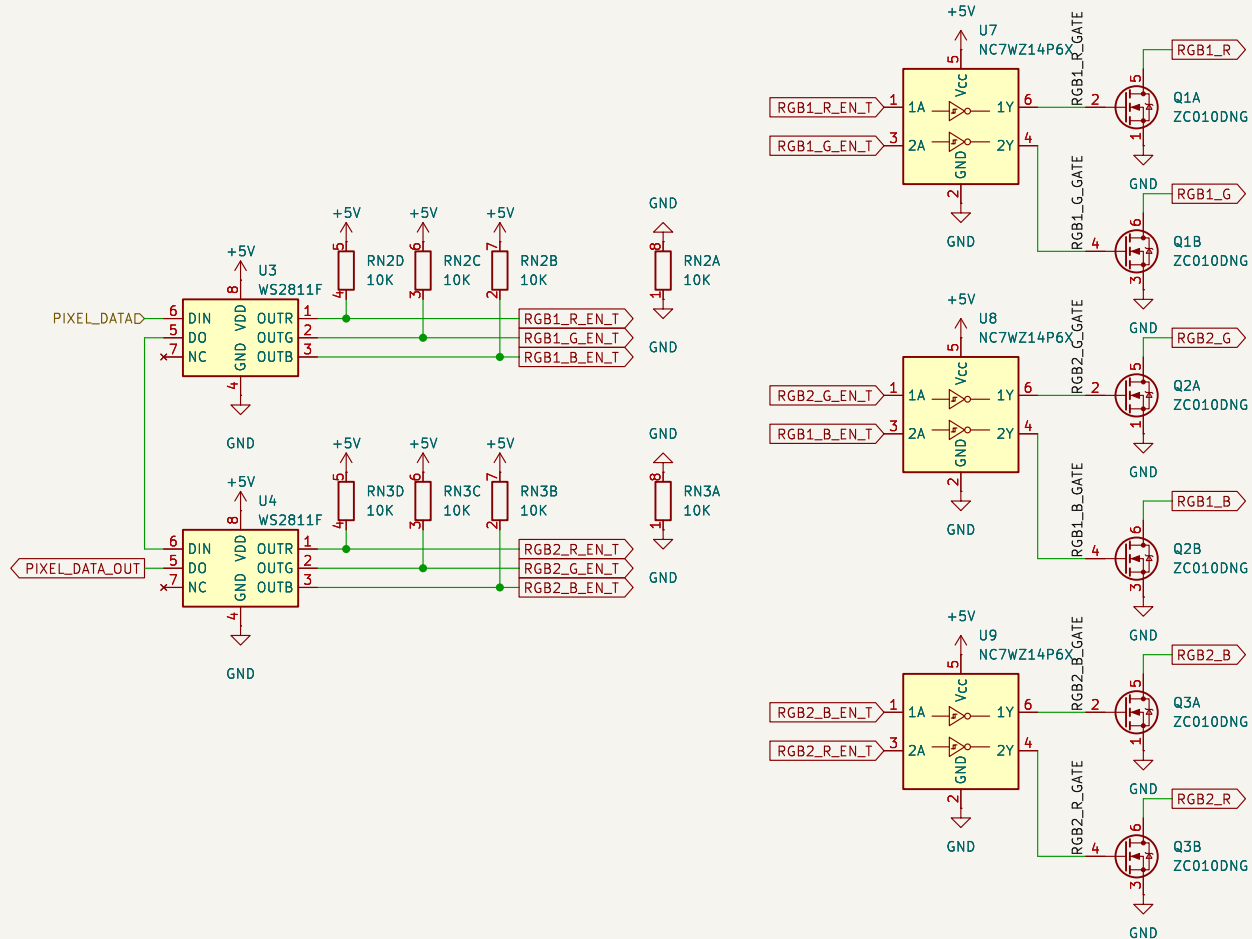 PIXEL_DATA
+5V
U3
WS2811F
8
VDD
6 DIN OUTR 1
5 DO OUTG 2
7 NC OUTB 3
GND
4
GND
+5V
5
RN2D
10K
4
+5V
6
RN2C
10K
3
+5V
7
RN2B
10K
2
GND
8
RN2A
10K
1
GND
RGB1_R_EN_T
RGB1_G_EN_T
RGB1_B_EN_T
+5V
U4
WS2811F
8
VDD
6 DIN OUTR 1
5 DO OUTG 2
7 NC OUTB 3
GND
4
GND
PIXEL_DATA_OUT
+5V
5
RN3D
10K
4
+5V
6
RN3C
10K
3
+5V
7
RN3B
10K
2
GND
8
RN3A
10K
1
GND
RGB2_R_EN_T
RGB2_G_EN_T
RGB2_B_EN_T
+5V
U7
NC7WZ14P6X
5
Vcc
RGB1_R_EN_T 1 1A 1Y 6
RGB1_G_EN_T 3 2A 2Y 4
GND
2
GND
RGB1_R_GATE
RGB1_R
2
5
Q1A
ZC010DNG
1
GND
RGB1_G_GATE
RGB1_G
4
6
Q1B
ZC010DNG
3
GND
+5V
U8
NC7WZ14P6X
5
Vcc
RGB2_G_EN_T 1 1A 1Y 6
RGB1_B_EN_T 3 2A 2Y 4
GND
2
GND
RGB2_G_GATE
RGB2_G
2
5
Q2A
ZC010DNG
1
GND
RGB1_B_GATE
RGB1_B
4
6
Q2B
ZC010DNG
3
GND
+5V
U9
NC7WZ14P6X
5
Vcc
RGB2_B_EN_T 1 1A 1Y 6
RGB2_R_EN_T 3 2A 2Y 4
GND
2
GND
RGB2_B_GATE
RGB2_B
2
5
Q3A
ZC010DNG
1
GND
RGB2_R_GATE
RGB2_R
4
6
Q3B
ZC010DNG
3
GND